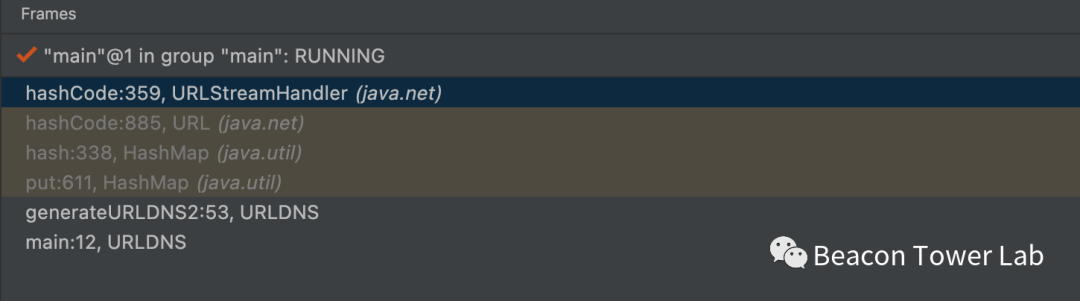 Frames
"main"@1 in group "main": RUNNING
hashCode:359, URLStreamHandler (java.net)
hashCode:885, URL (java.net)
hash:338, HashMap (java.util)
put:611, HashMap (java.util)
generateURLDNS2:53, URLDNS
main:12, URLDNS
Beacon Tower Lab